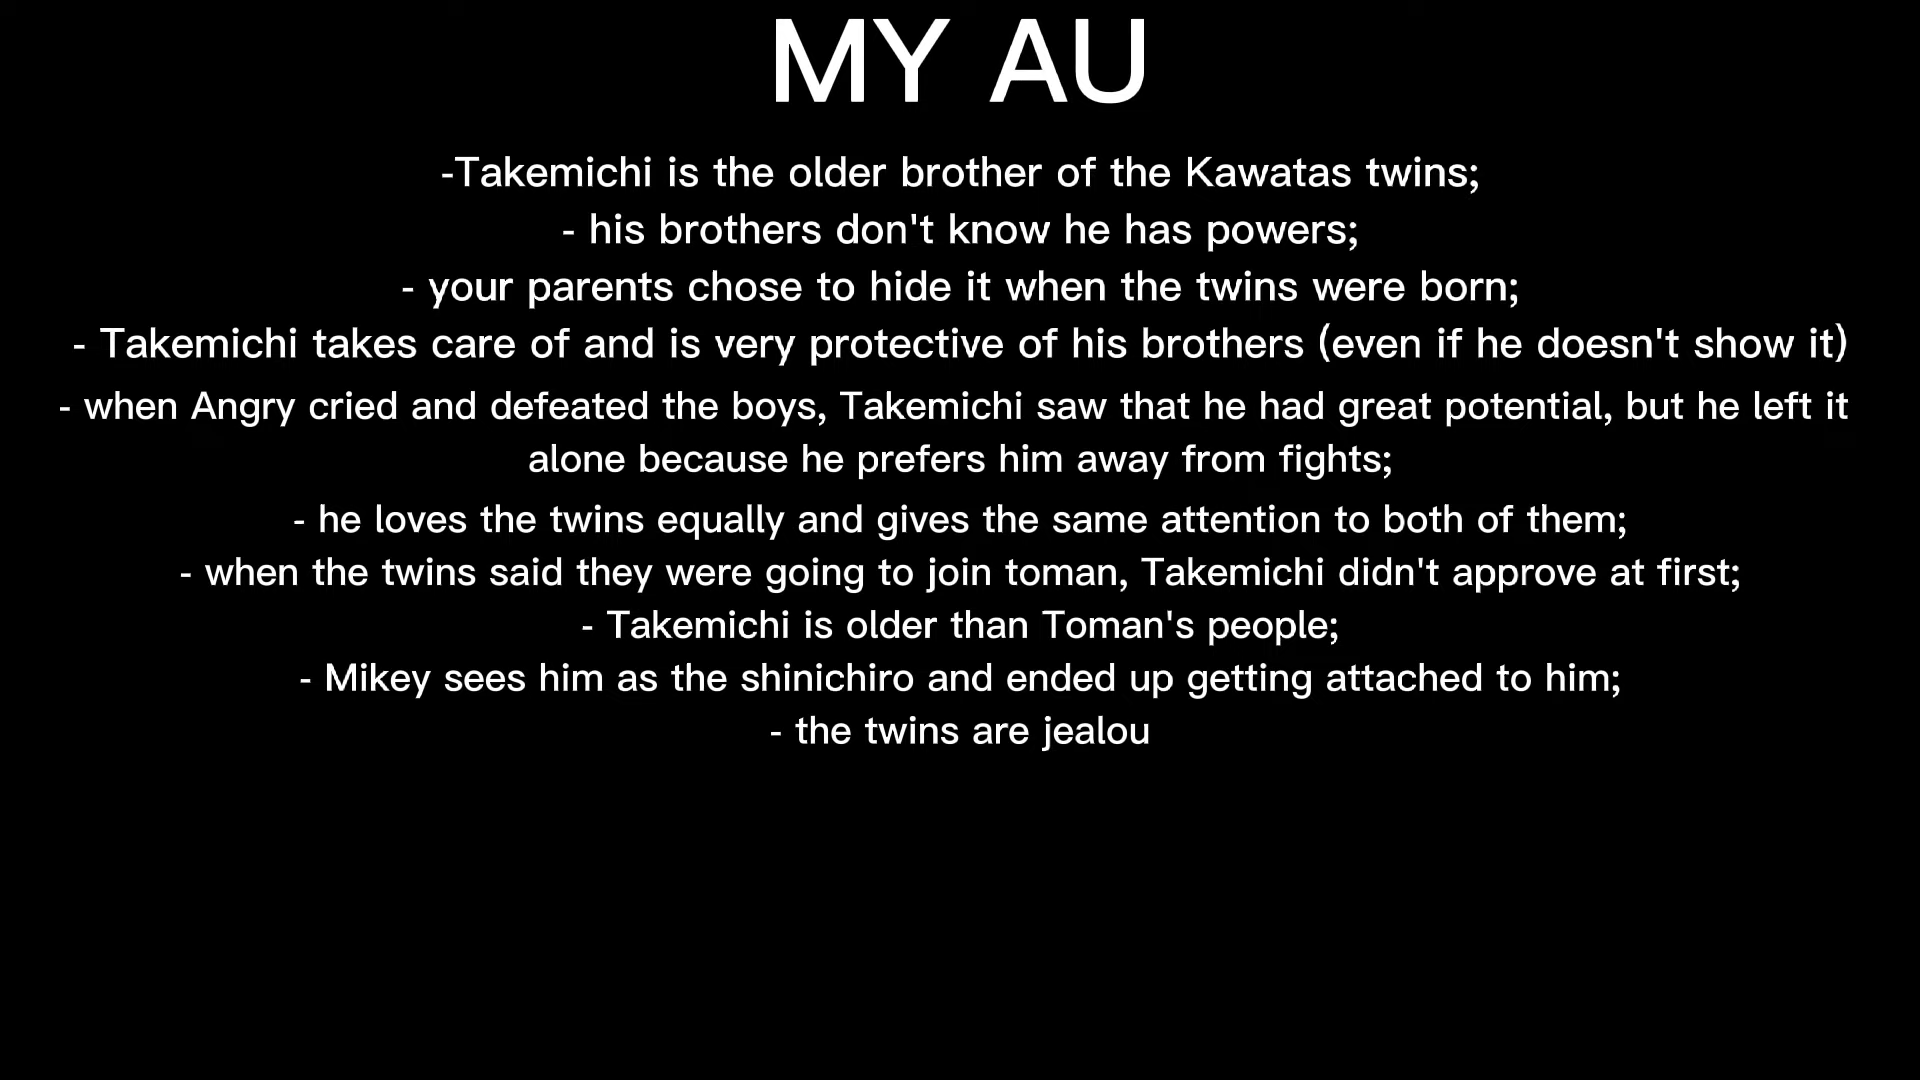 MY AU
-Takemichi is the older brother of the Kawatas twins;
- his brothers don't know he has powers;
- your parents chose to hide it when the twins were born;
- Takemichi takes care of and is very protective of his brothers (even if he doesn't show it)
- when Angry cried and defeated the boys, Takemichi saw that he had great potential, but he left it
alone because he prefers him away from fights;
- he loves the twins equally and gives the same attention to both of them;
- when the twins said they were going to join toman, Takemichi didn't approve at first;
- Takemichi is older than Toman's people;
- Mikey sees him as the shinichiro and ended up getting attached to him;
- the twins are jealou